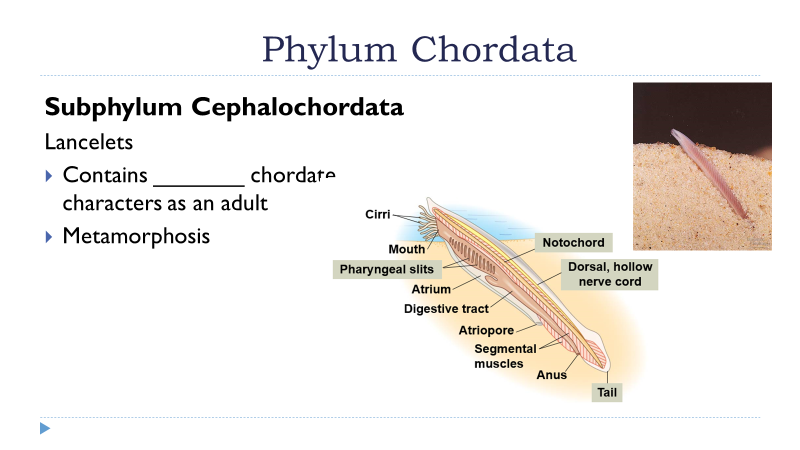 Phylum Chordata
Subphylum Cephalochordata
Lancelets
Contains ________ chordate
characters as an adult
Metamorphosis
Cirri
Mouth
Pharyngeal slits
Atrium
Digestive tract
Atriopore
Segmental
muscles
Anus
Notochord
Dorsal, hollow
nerve cord
Tail